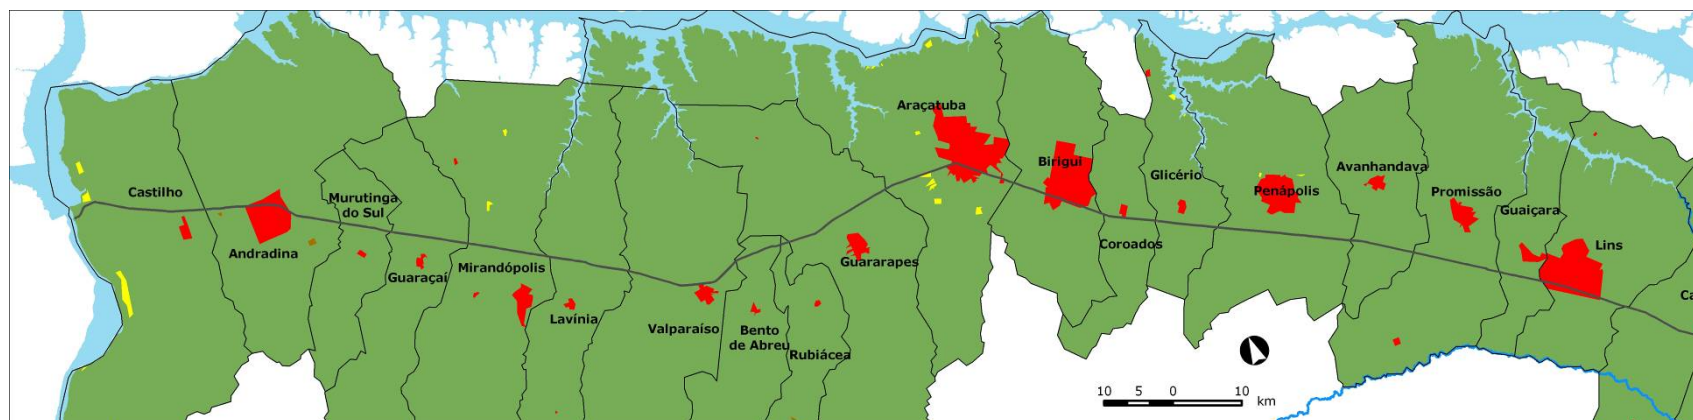 Araçatuba
Birigui
Castilho
Murutinga
do Sul
Glicério
Avanhandava
Penápolis
Promissão
Guaiçara
Andradina
Coroados
Lins
Guararapes
Guaraçaí
Mirandópolis
Ca
Lavínia
Valparaíso
Bento
de Abreu
Rubiácea
10 5 0 10 km